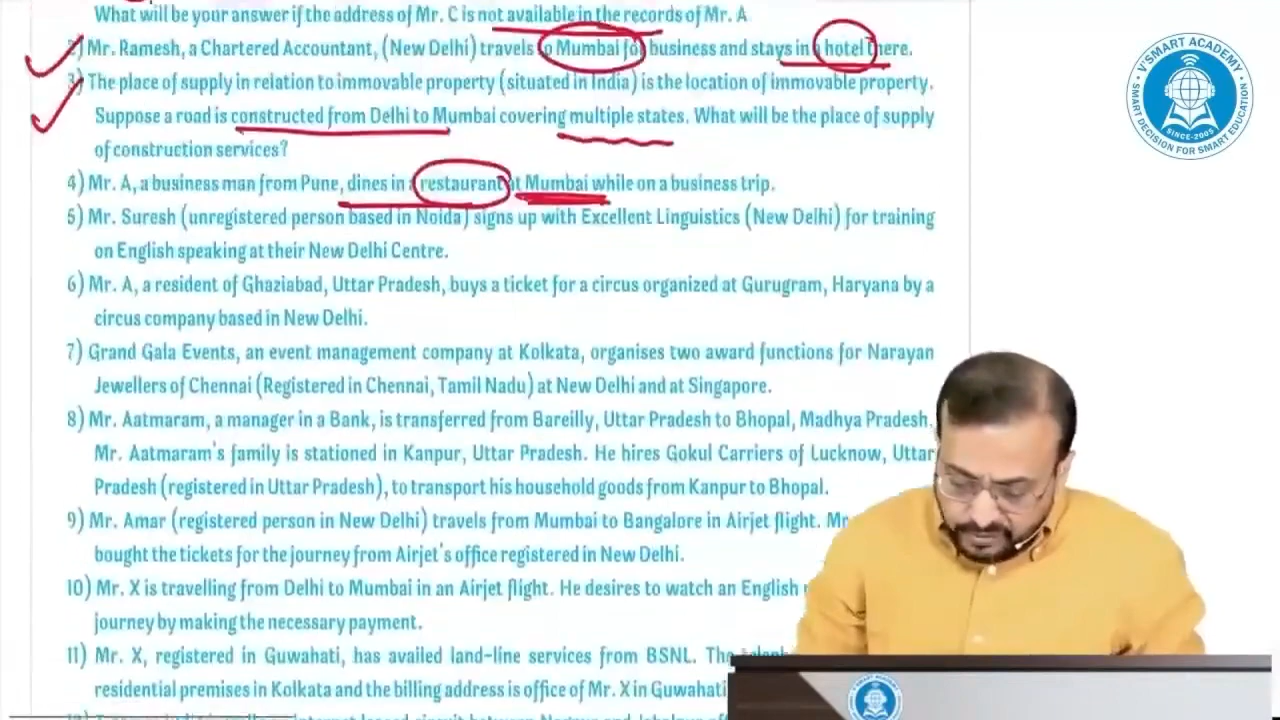 What will be your answer if the address of Mr. C is not available in the records of Mr. A
2) Mr. Ramesh, a Chartered Accountant, (New Delhi) travels to Mumbai for business and stays in a hotel there.
3) The place of supply in relation to immovable property (situated in India) is the location of immovable property.
Suppose a road is constructed from Delhi to Mumbai covering multiple states. What will be the place of supply
of construction services?
4) Mr. A, a business man from Pune, dines in a restaurant at Mumbai while on a business trip.
5) Mr. Suresh (unregistered person based in Noida) signs up with Excellent Linguistics (New Delhi) for training
on English speaking at their New Delhi Centre.
6) Mr. A, a resident of Ghaziabad, Uttar Pradesh, buys a ticket for a circus organized at Gurugram, Haryana by a
circus company based in New Delhi.
7) Grand Gala Events, an event management company at Kolkata, organises two award functions for Narayan
Jewellers of Chennai (Registered in Chennai, Tamil Nadu) at New Delhi and at Singapore.
8) Mr. Aatmaram, a manager in a Bank, is transferred from Bareilly, Uttar Pradesh to Bhopal, Madhya Pradesh.
Mr. Aatmaram's family is stationed in Kanpur, Uttar Pradesh. He hires Gokul Carriers of Lucknow, Uttar
Pradesh (registered in Uttar Pradesh), to transport his household goods from Kanpur to Bhopal.
9) Mr. Amar (registered person in New Delhi) travels from Mumbai to Bangalore in Airjet flight. Mr
bought the tickets for the journey from Airjet's office registered in New Delhi.
10) Mr. X is travelling from Delhi to Mumbai in an Airjet flight. He desires to watch an English
journey by making the necessary payment.
11) Mr. X, registered in Guwahati, has availed land-line services from BSNL. The
residential premises in Kolkata and the billing address is office of Mr. X in Guwahati
V'SMART ACADEMY
SMART DECISION FOR SMART EDUCATION
SINCE-2005